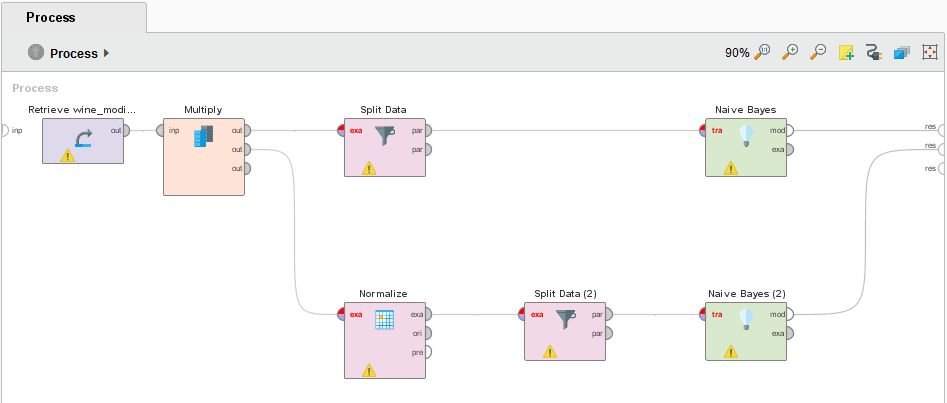 Process
Process
90%
Process
Retrieve wine_modi...
Multiply
Split Data
Naive Bayes
inp
out
inp
out
out
out
exa
par
par
tra
mod
exa
res
res
res
Normalize
Split Data (2)
Naive Bayes (2)
exa
exa
ori
pre
exa
par
par
tra
mod
exa